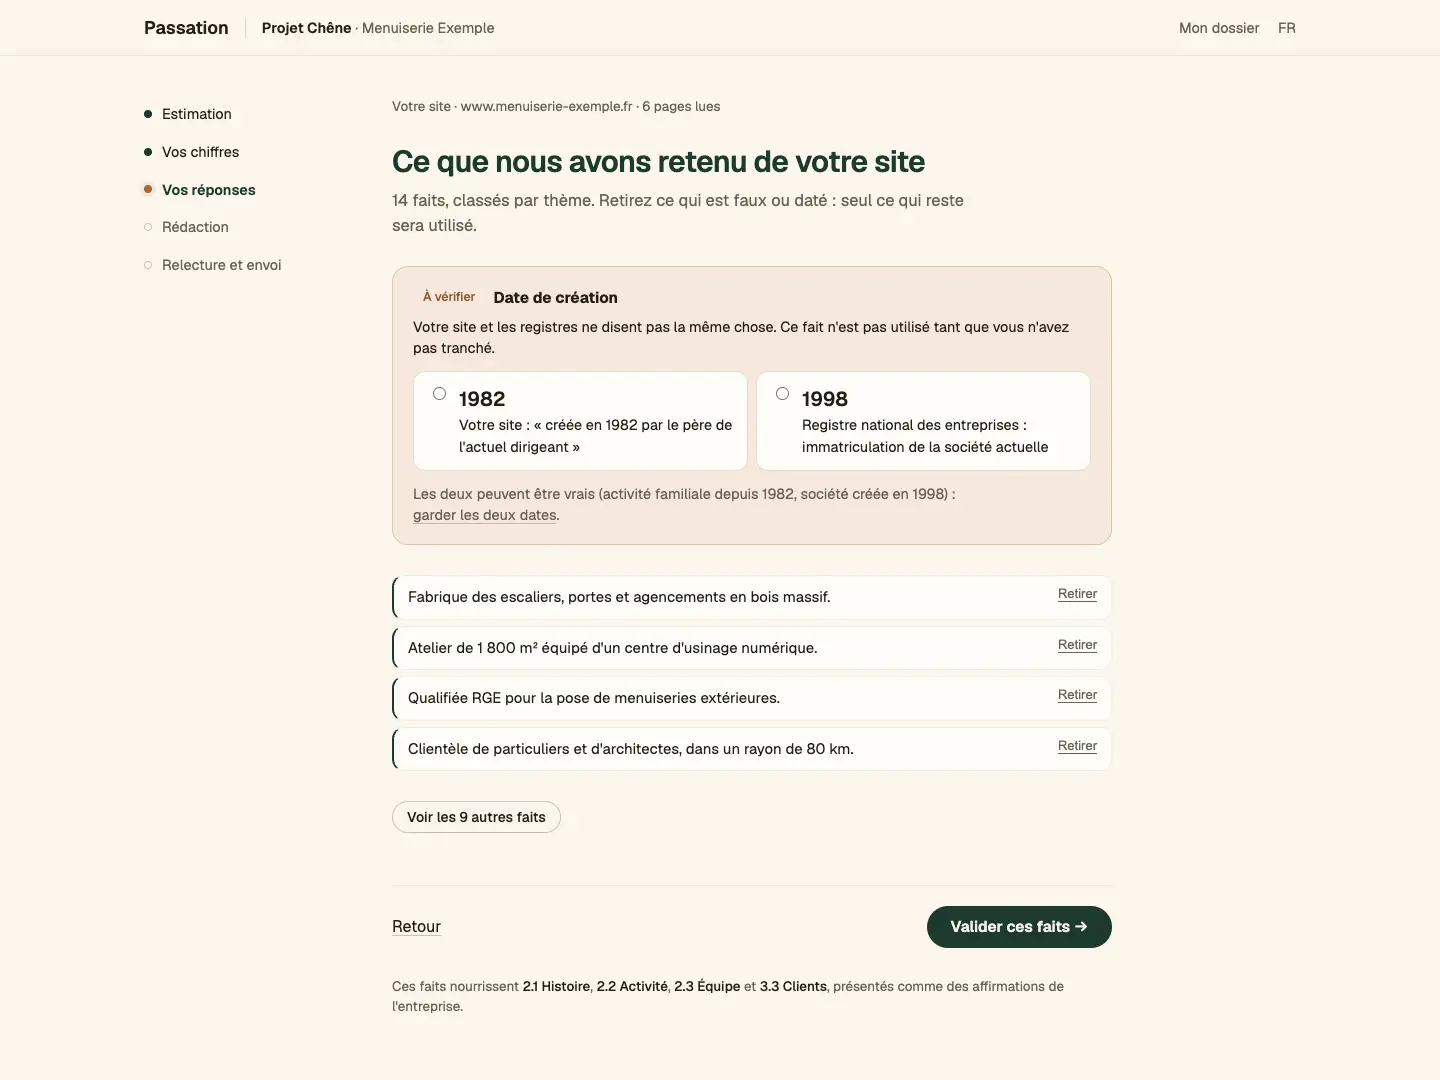 Passation
Projet Chêne · Menuiserie Exemple
Mon dossier
FR
Estimation
Vos chiffres
Vos réponses
Rédaction
Relecture et envoi
Votre site · www.menuiserie-exemple.fr · 6 pages lues
Ce que nous avons retenu de votre site
14 faits, classés par thème. Retirez ce qui est faux ou daté : seul ce qui reste
sera utilisé.
À vérifier
Date de création
Votre site et les registres ne disent pas la même chose. Ce fait n'est pas utilisé tant que vous n'avez
pas tranché.
1982
Votre site : « créée en 1982 par le père de
l'actuel dirigeant »
1998
Registre national des entreprises :
immatriculation de la société actuelle
Les deux peuvent être vrais (activité familiale depuis 1982, société créée en 1998) :
garder les deux dates.
Fabrique des escaliers, portes et agencements en bois massif.
Retirer
Atelier de 1 800 m² équipé d'un centre d'usinage numérique.
Retirer
Qualifiée RGE pour la pose de menuiseries extérieures.
Retirer
Clientèle de particuliers et d'architectes, dans un rayon de 80 km.
Retirer
Voir les 9 autres faits
Retour
Valider ces faits →
Ces faits nourrissent 2.1 Histoire, 2.2 Activité, 2.3 Équipe et 3.3 Clients, présentés comme des affirmations de
l'entreprise.